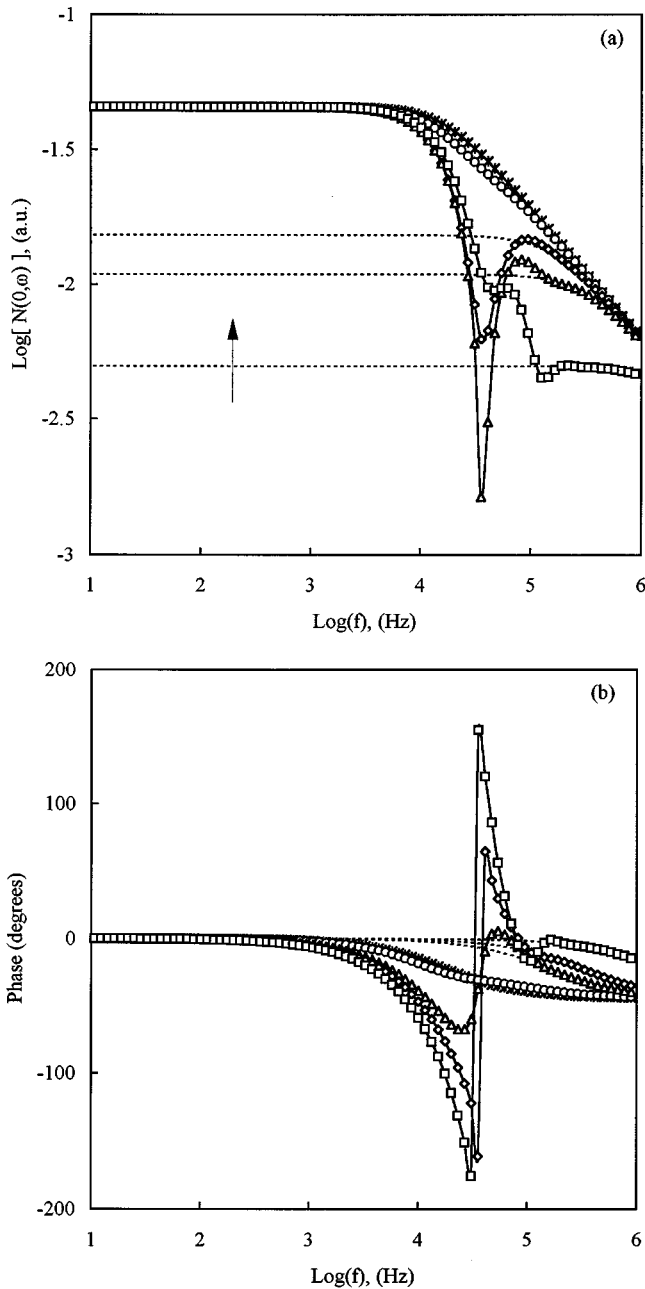 (a)
-1
-1.5
-2
-2.5
-3
Log[ N(0,ω) ], (a.u.)
1 2 3 4 5 6
Log(f), (Hz)
(b)
200
100
0
-100
-200
Phase (degrees)
1 2 3 4 5 6
Log(f), (Hz)